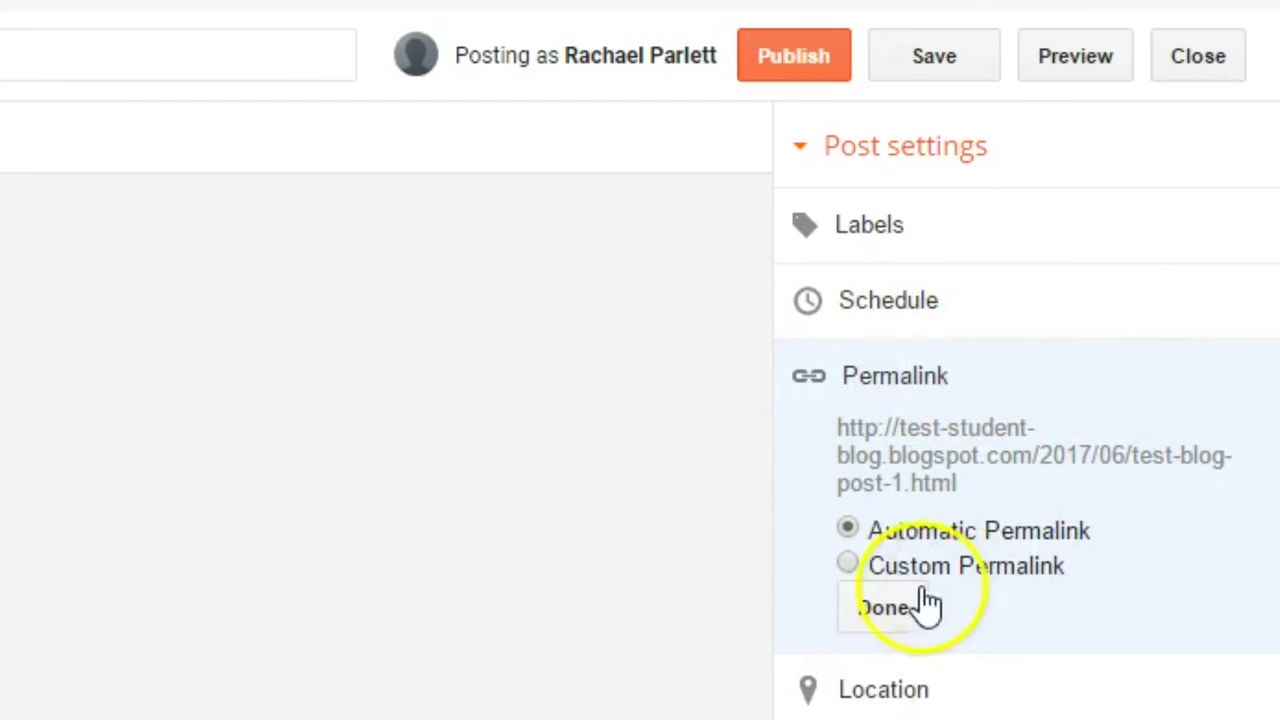 Posting as Rachael Parlett
Publish
Save
Preview
Close
Post settings
Labels
Schedule
Permalink
http://test-student-
blog.blogspot.com/2017/06/test-blog-
post-1.html
Automatic Permalink
Custom Permalink
Done
Location